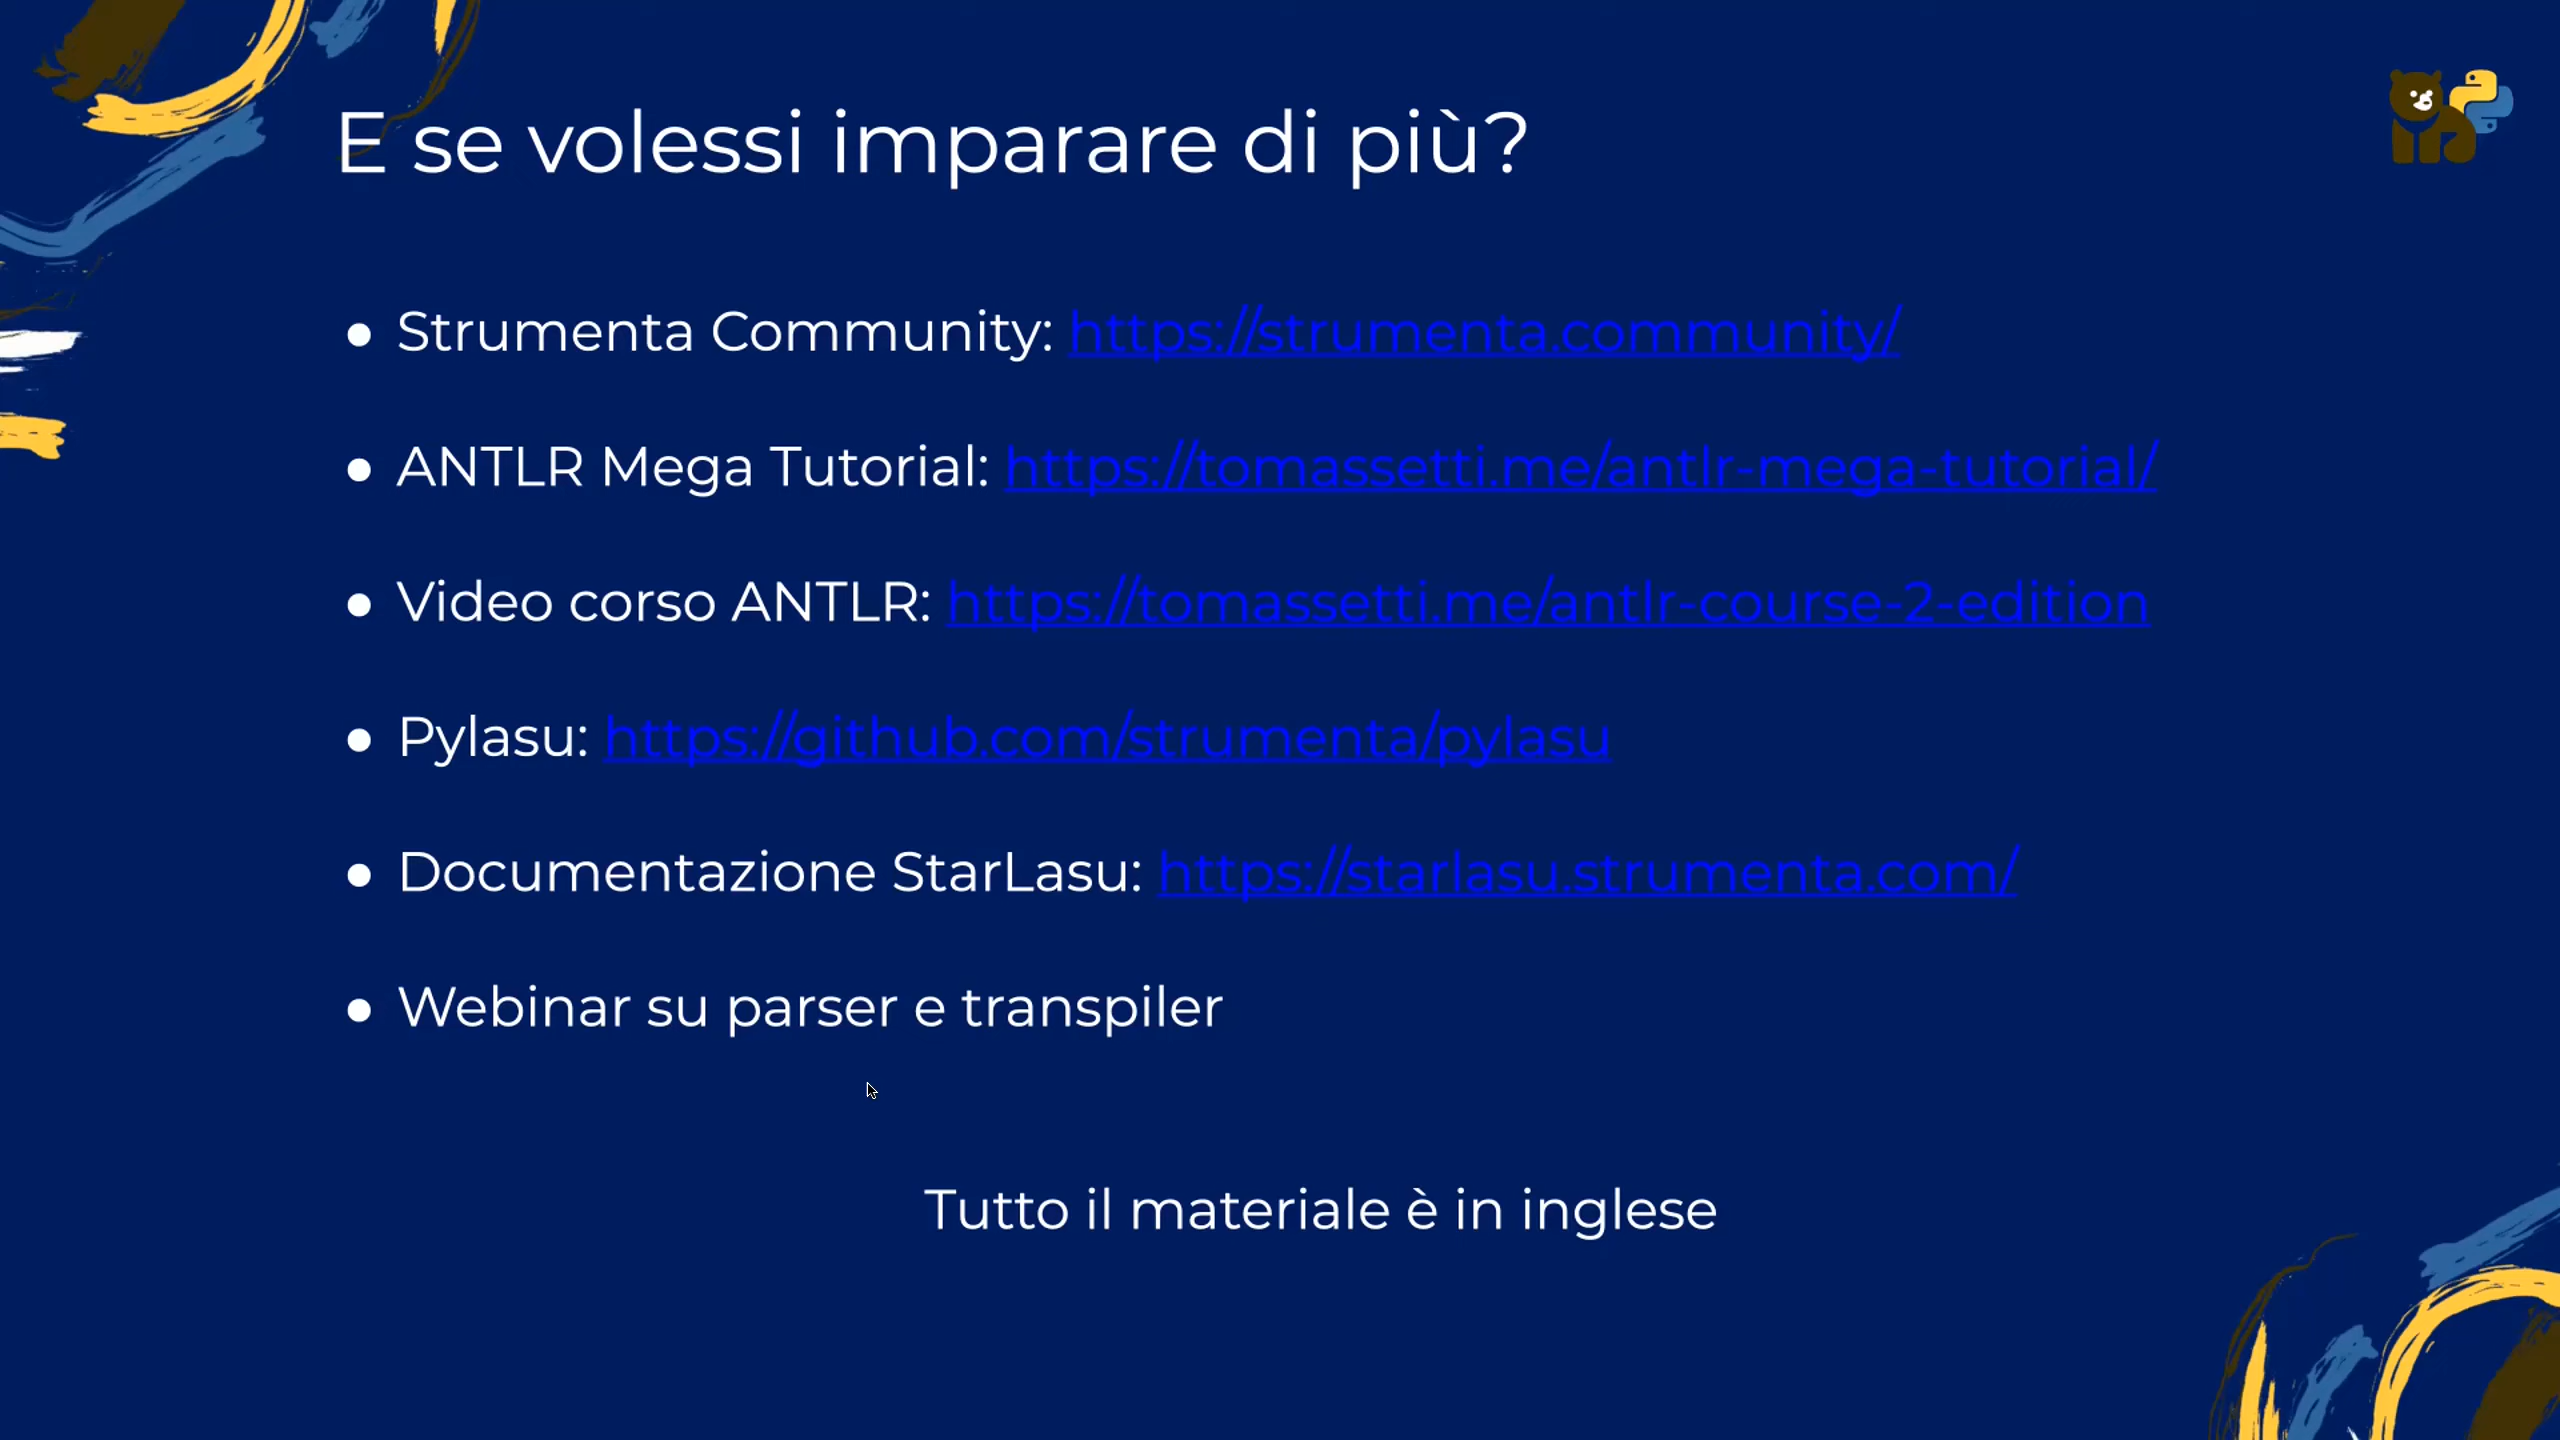 E se volessi imparare di più?
● Strumenta Community: https://strumenta.community/
● ANTLR Mega Tutorial: https://tomassetti.me/antlr-mega-tutorial/
● Video corso ANTLR: https://tomassetti.me/antlr-course-2-edition
● Pylasu: https://github.com/strumenta/pylasu
● Documentazione StarLasu: https://starlasu.strumenta.com/
● Webinar su parser e transpiler
Tutto il materiale è in inglese